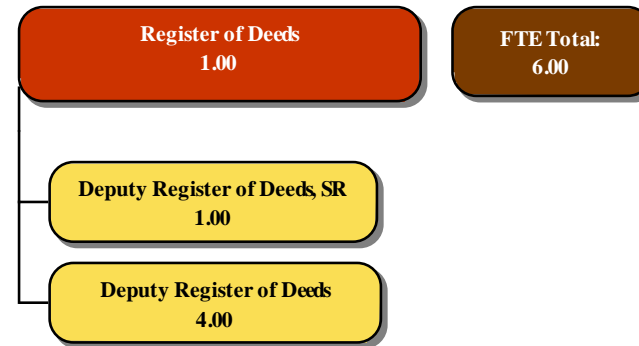 Register of Deeds
1.00
FTE Total:
6.00
Deputy Register of Deeds, SR
1.00
Deputy Register of Deeds
4.00